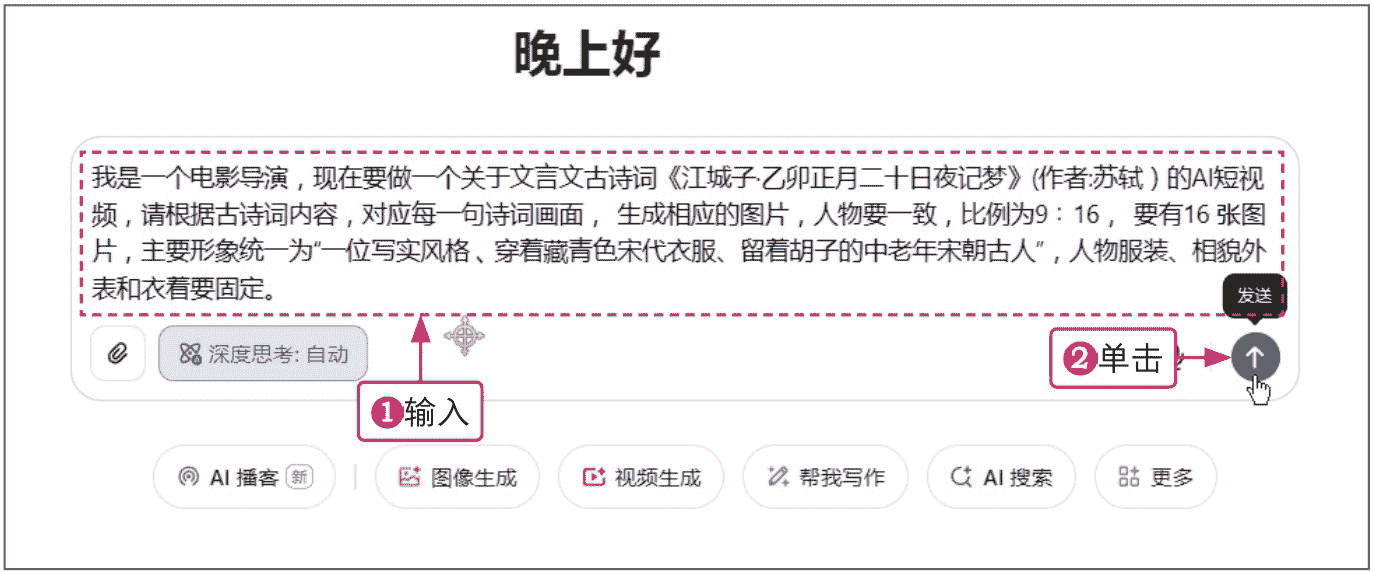 晚上好
我是一个电影导演，现在要做一个关于文言文古诗词《江城子·乙卯正月二十日夜记梦》(作者:苏轼）的AI短视
频，请根据古诗词内容，对应每一句诗词画面， 生成相应的图片，人物要一致，比例为9：16， 要有16 张图
片，主要形象统一为“一位写实风格、穿着藏青色宋代衣服、留着胡子的中老年宋朝古人”，人物服装、相貌外
表和衣着要固定。
发送
深度思考: 自动
❷单击
❶输入
AI 播客 新
图像生成
视频生成
帮我写作
AI 搜索
更多